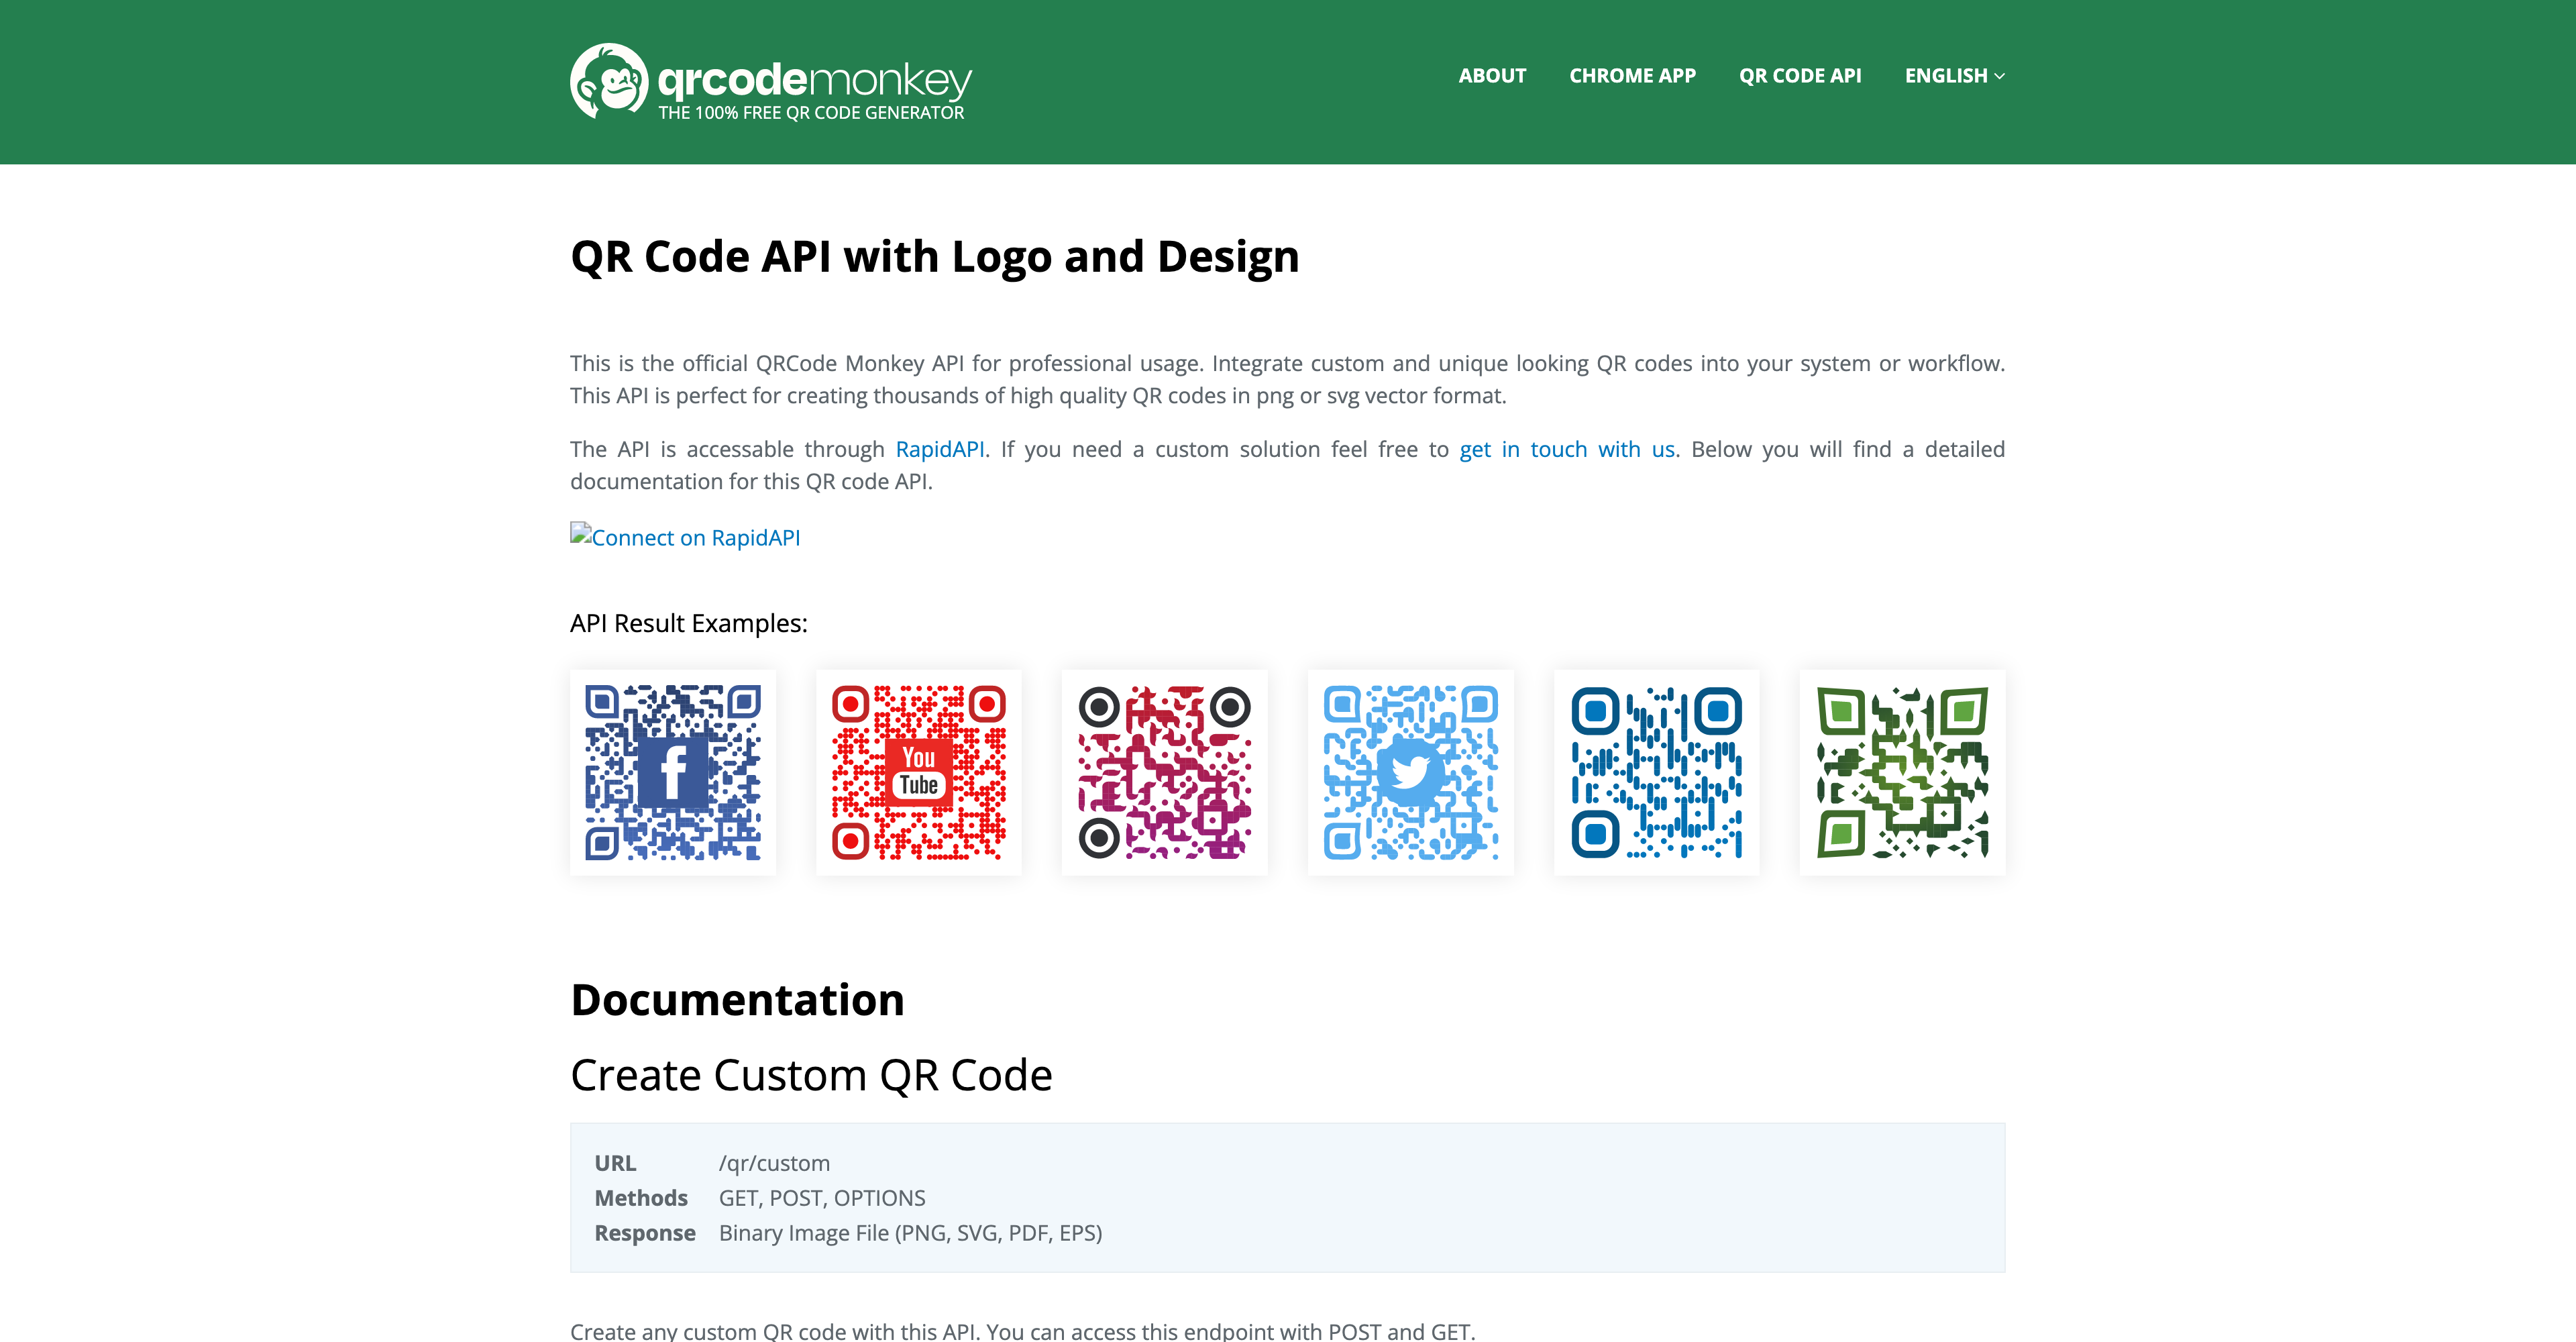 qrcodemonkey
THE 100% FREE QR CODE GENERATOR
ABOUT
CHROME APP
QR CODE API
ENGLISH
QR Code API with Logo and Design
This is the official QRCode Monkey API for professional usage. Integrate custom and unique looking QR codes into your system or workflow.
This API is perfect for creating thousands of high quality QR codes in png or svg vector format.
The API is accessable through RapidAPI. If you need a custom solution feel free to get in touch with us. Below you will find a detailed
documentation for this QR code API.
Connect on RapidAPI
API Result Examples:
f
You
Tube
Documentation
Create Custom QR Code
URL /qr/custom
Methods GET, POST, OPTIONS
Response Binary Image File (PNG, SVG, PDF, EPS)
Create any custom QR code with this API. You can access this endpoint with POST and GET.